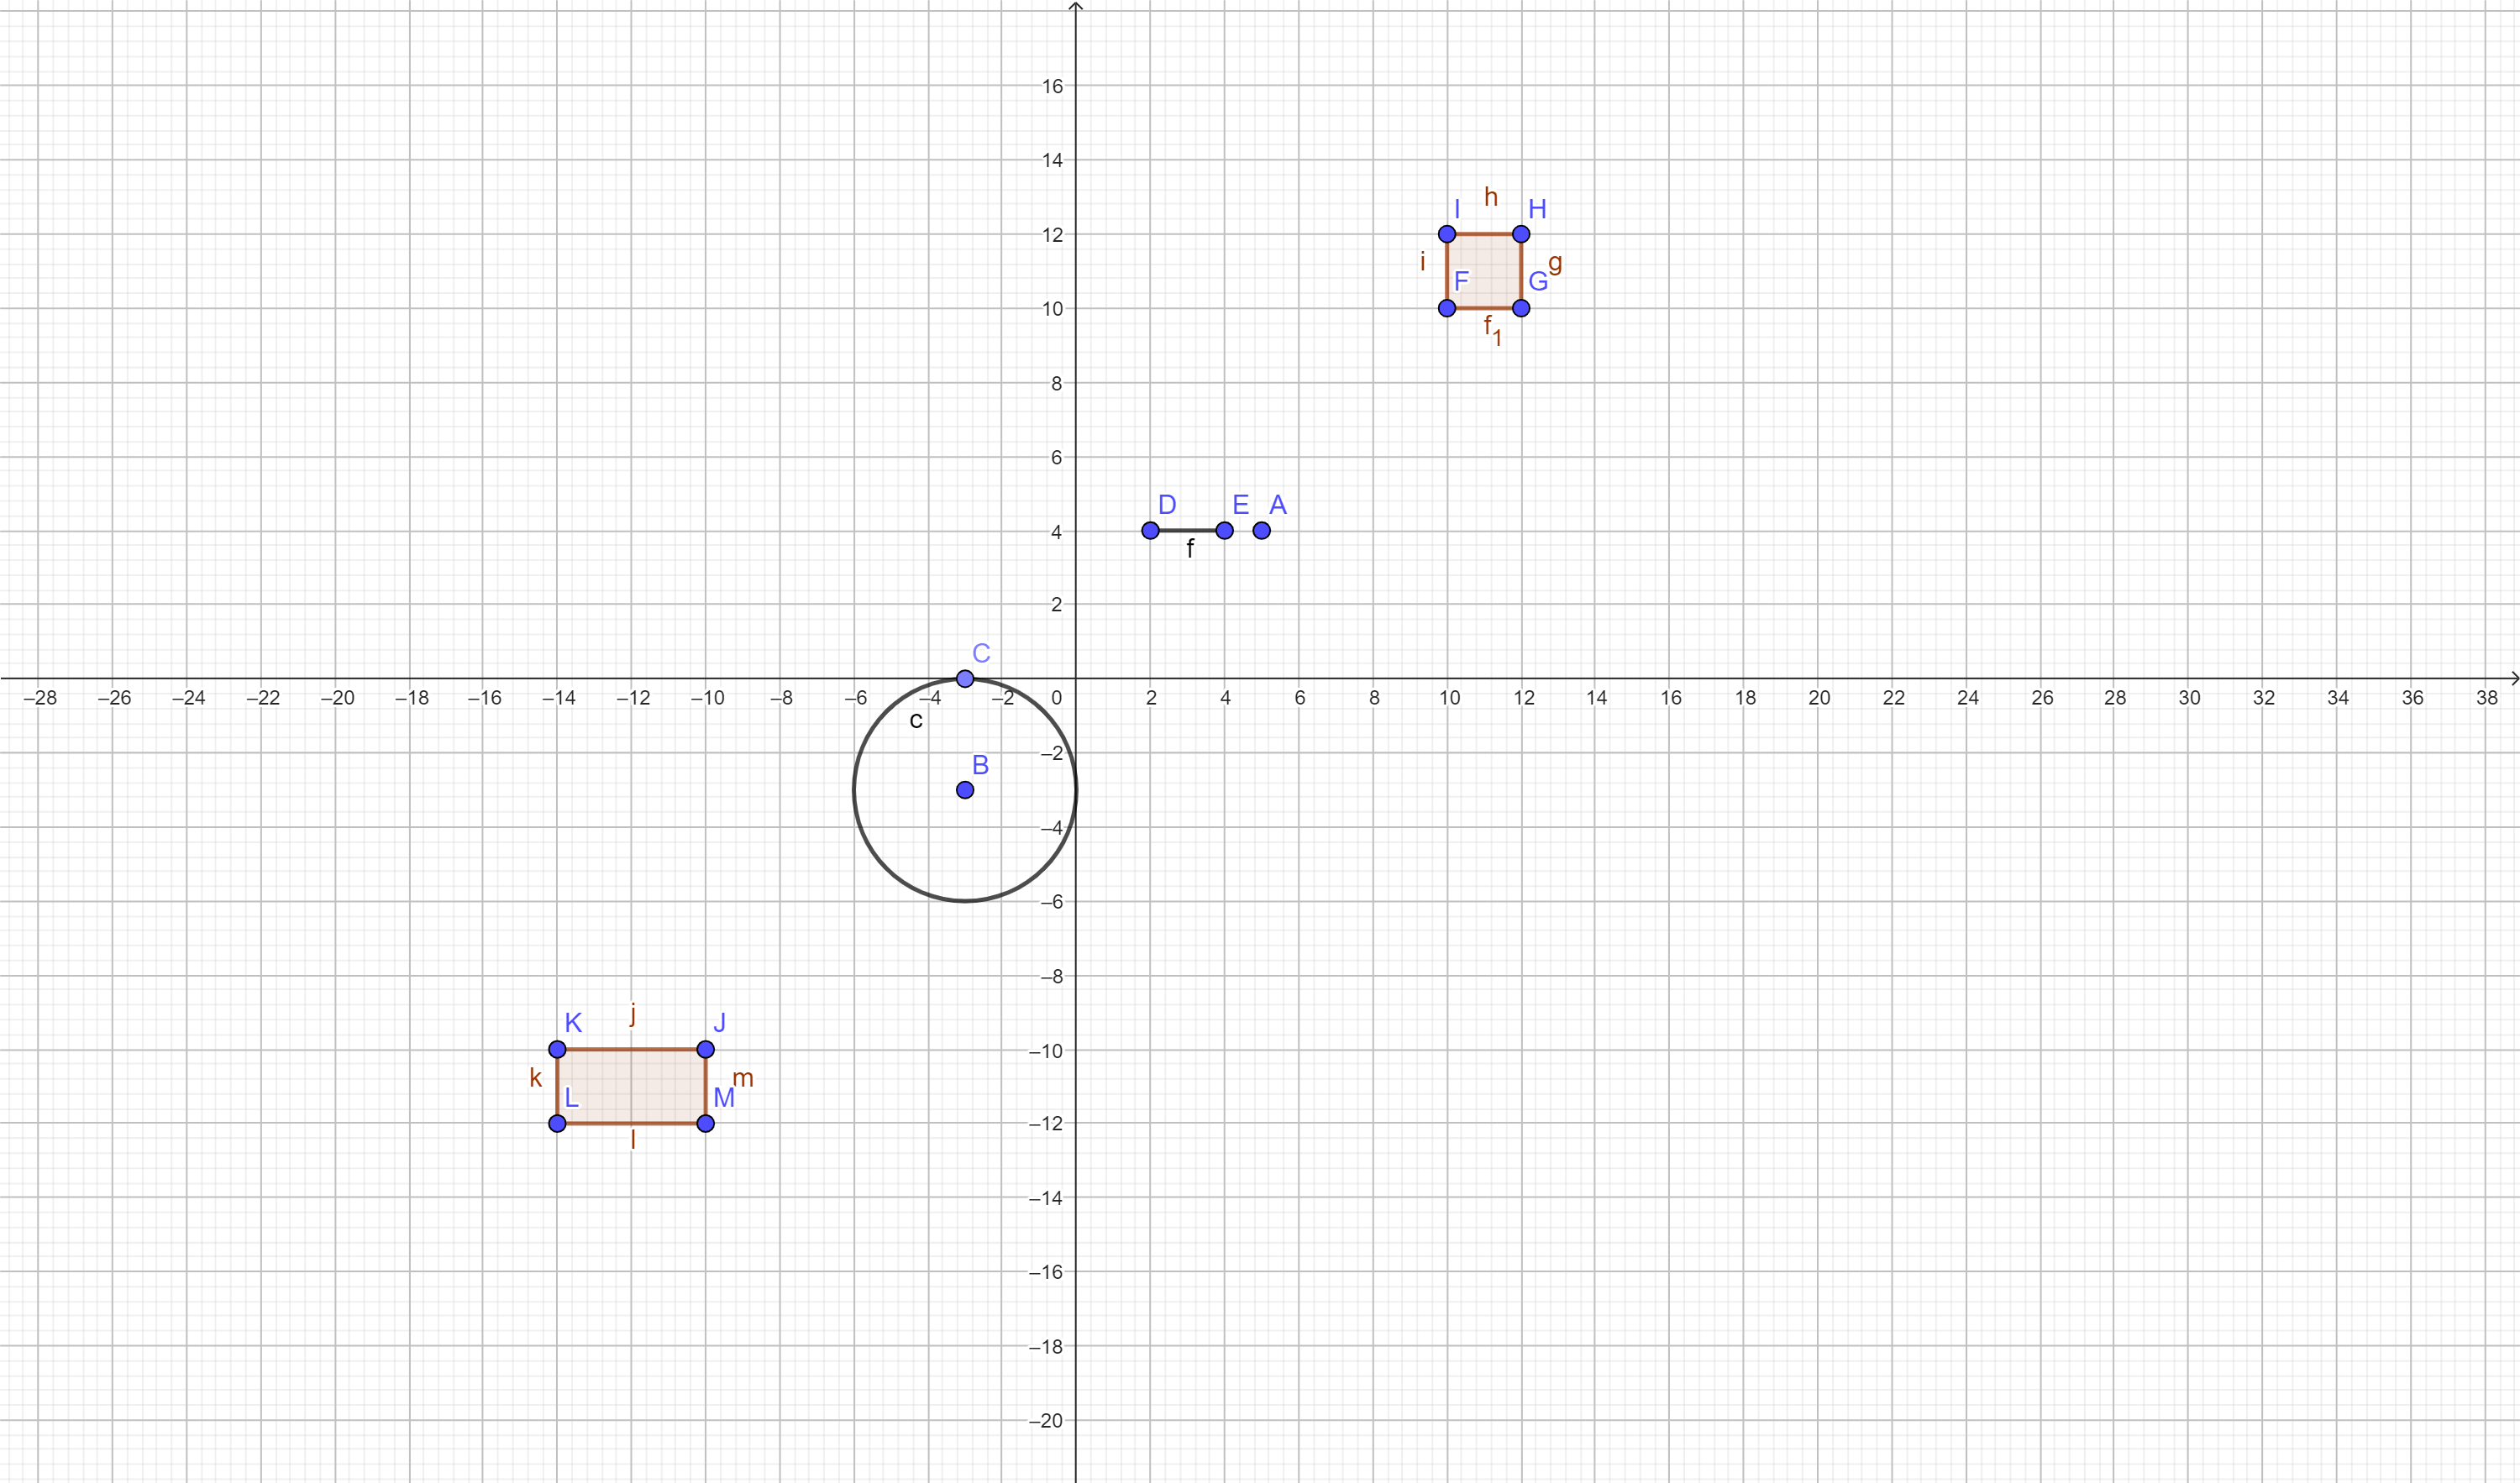 16
14
h
I H
12
i g
F G
10
f1
8
6
D E A
4
f
2
C
–28 –26 –24 –22 –20 –18 –16 –14 –12 –10 –8 –6 –4 –2 0 2 4 6 8 10 12 14 16 18 20 22 24 26 28 30 32 34 36 38
c
–2
B
–4
–6
–8
j
K J
–10
k m
L M
–12
l
–14
–16
–18
–20